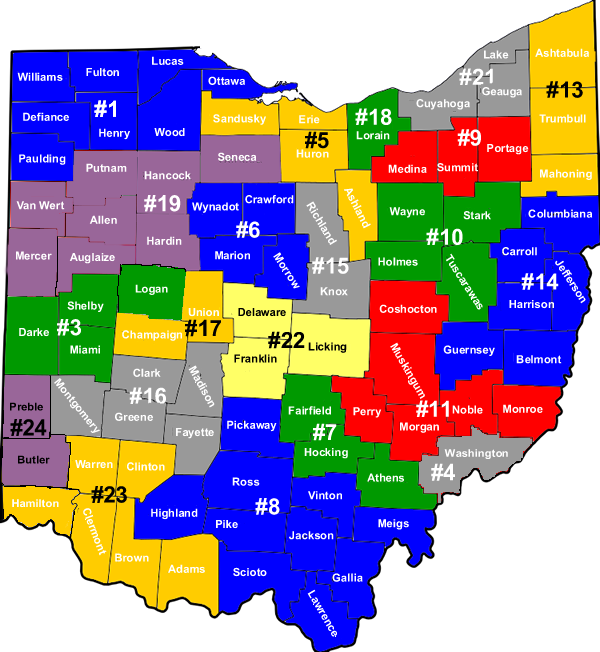 Williams
Fulton
Lucas
Ottawa
Lake
Ashtabula
#21
Geauga
#13
Cuyahoga
Defiance
#1
Henry
Wood
Sandusky
Erie
#5
Huron
#18
Lorain
Trumbull
#9
Portage
Summit
Medina
Paulding
Putnam
Hancock
Seneca
Mahoning
Van Wert
#19
Allen
Wynadot
Crawford
#6
Richland
Ashland
Wayne
Stark
Columbiana
#10
Mercer
Auglaize
Hardin
Marion
Morrow
#15
Knox
Holmes
Tuscarawas
Carroll
#14
Jefferson
Harrison
Logan
Shelby
Darke
#3
Miami
Union
Champaign
#17
Delaware
#22
Franklin
Licking
Coshocton
Guernsey
Belmont
Muskingum
Clark
#16
Madison
Montgomery
Greene
Fayette
Preble
#24
Butler
Pickaway
Fairfield
#7
Hocking
Perry
#11
Morgan
Noble
Monroe
Washington
#4
Athens
Warren
Clinton
#23
Hamilton
Clermont
Brown
Adams
Highland
Ross
#8
Vinton
Pike
Jackson
Meigs
Scioto
Gallia
Lawrence